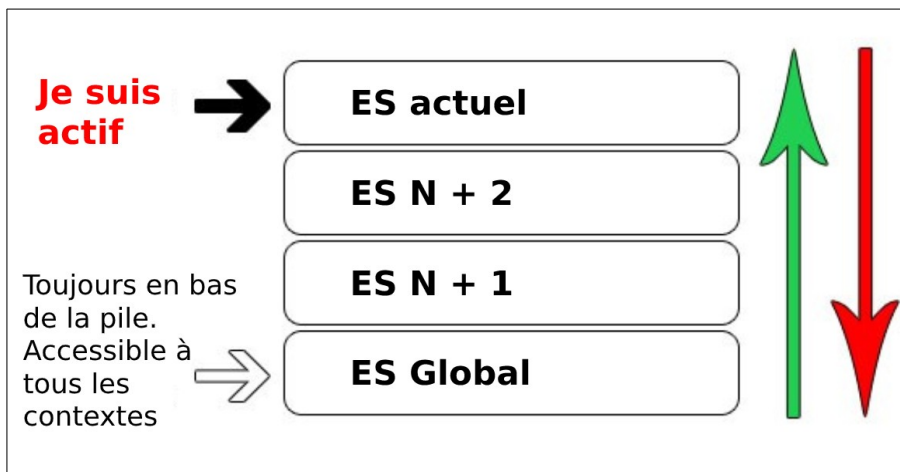 Je suis
actif
ES actuel
ES N + 2
ES N + 1
Toujours en bas
de la pile.
Accessible à
tous les
contextes
ES Global